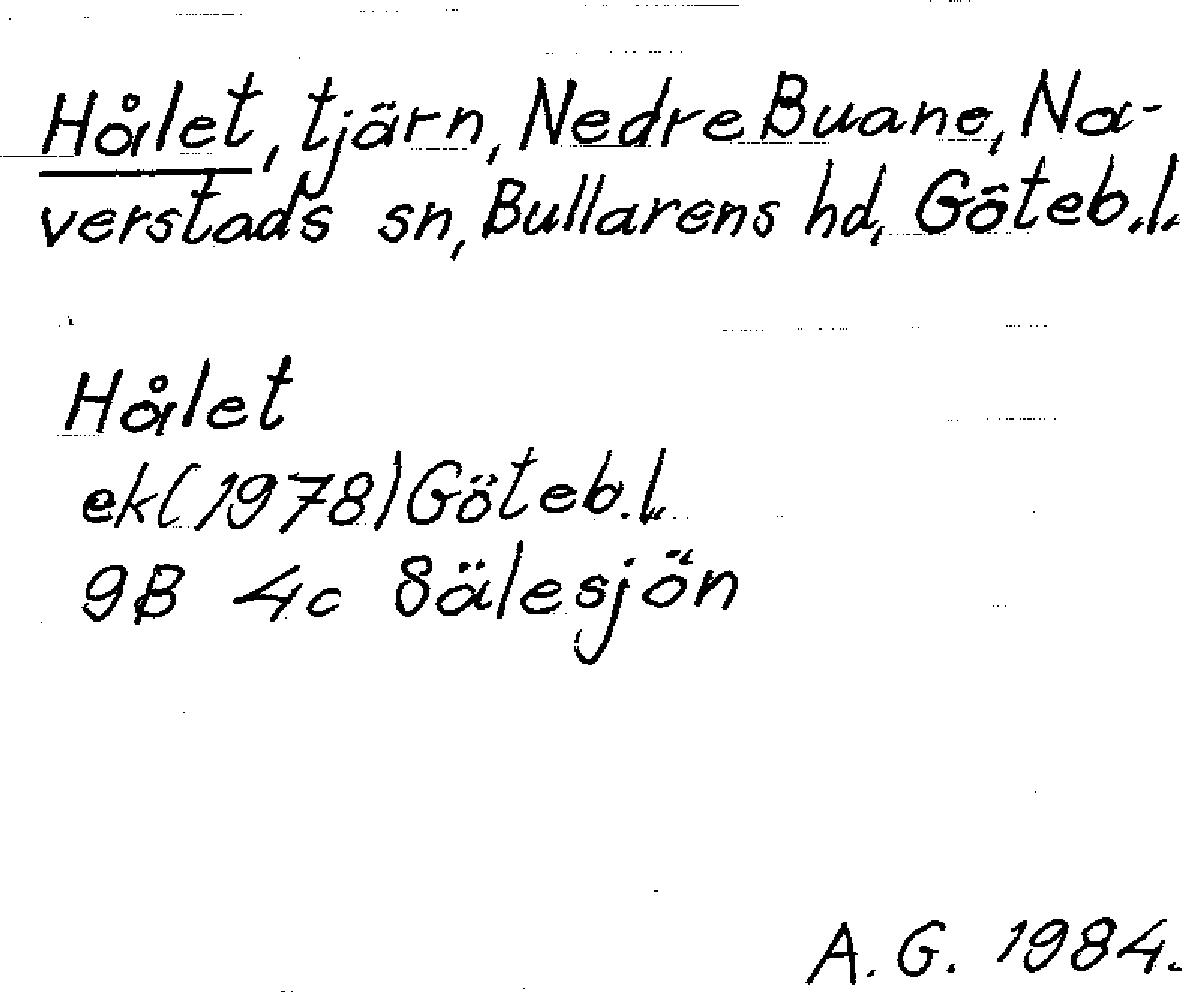 Hålet, tjärn, Nedre Buane, Na-
verstads sn, Bullarens hd, Göteb.l.
Hålet
ek(1978) Göteb.l.
9B 4c Sälesjön
A.G. 1984.